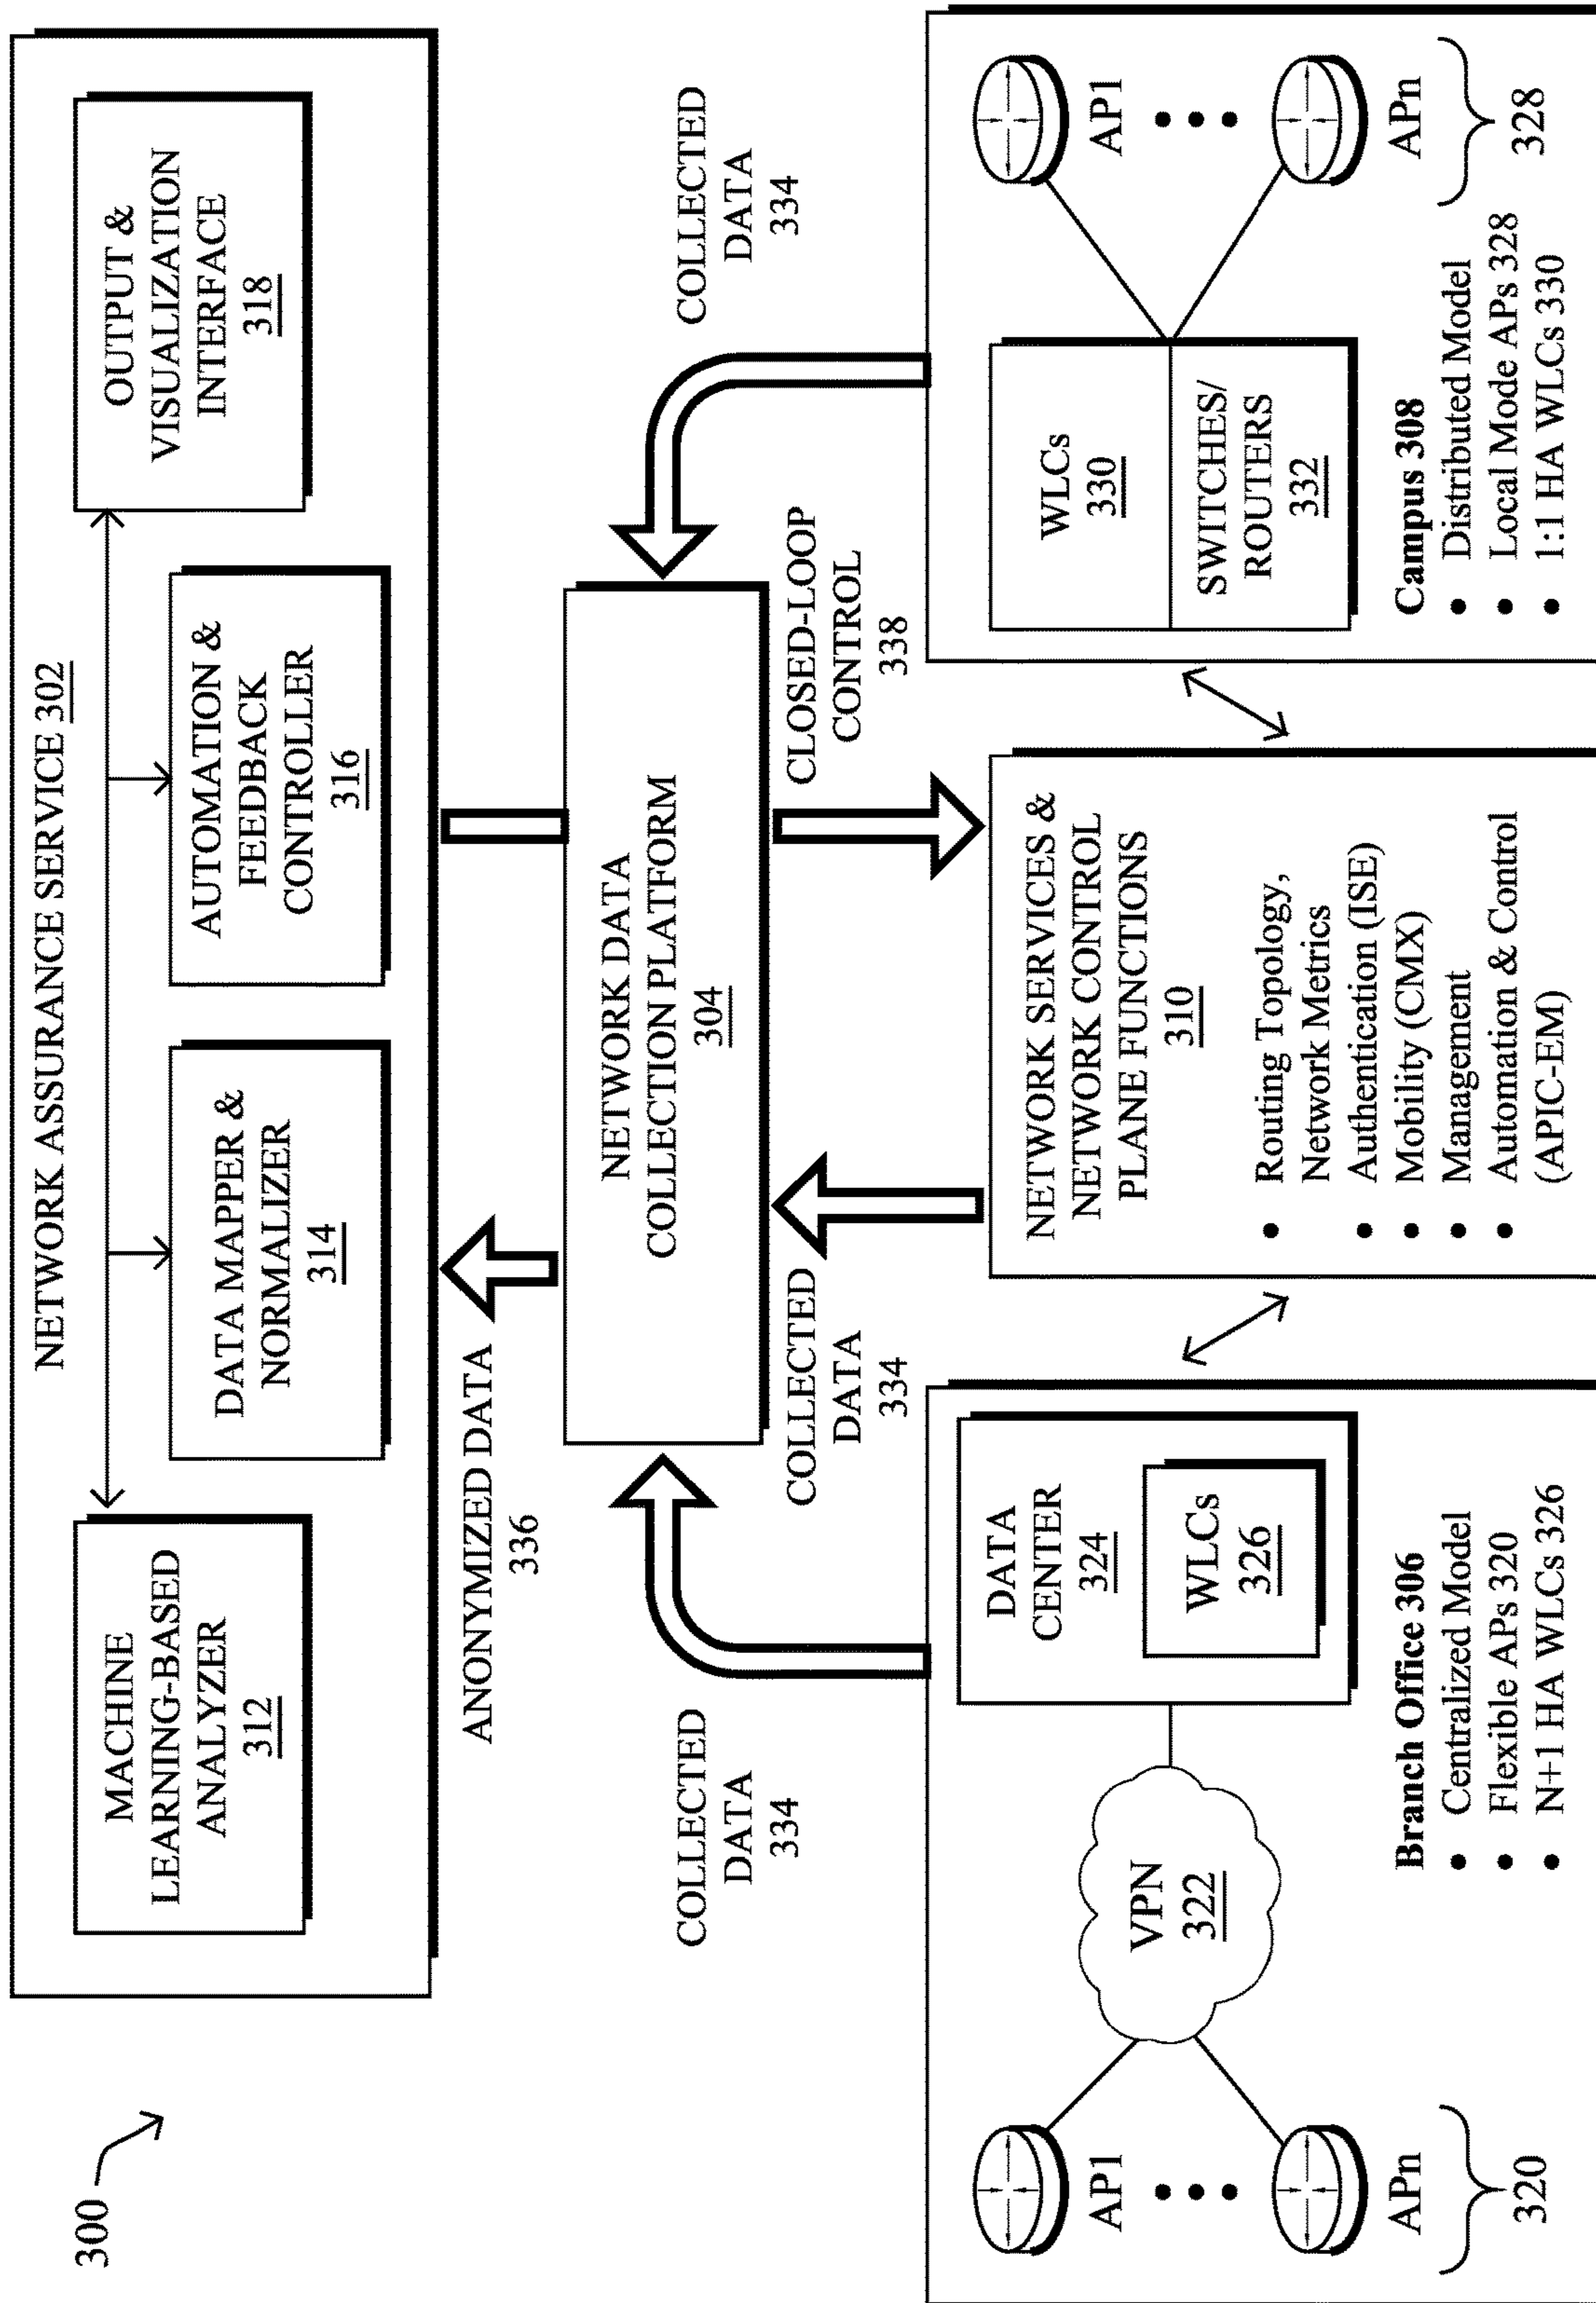 300
NETWORK ASSURANCE SERVICE 302
MACHINE
LEARNING-BASED
ANALYZER
312
DATA MAPPER &
NORMALIZER
314
AUTOMATION &
FEEDBACK
CONTROLLER
316
OUTPUT &
VISUALIZATION
INTERFACE
318
ANONYMIZED DATA
336
COLLECTED
DATA
334
NETWORK DATA
COLLECTION PLATFORM
304
COLLECTED
DATA
334
COLLECTED
DATA
334
CLOSED-LOOP
CONTROL
338
AP1
APn
320
VPN
322
DATA
CENTER
324
WLCs
326
Branch Office 306
• Centralized Model
• Flexible APs 320
• N+1 HA WLCs 326
NETWORK SERVICES &
NETWORK CONTROL
PLANE FUNCTIONS
310
• Routing Topology,
Network Metrics
• Authentication (ISE)
• Mobility (CMX)
• Management
• Automation & Control
(APIC-EM)
WLCs
330
SWITCHES/
ROUTERS
332
AP1
APn
328
Campus 308
• Distributed Model
• Local Mode APs 328
• 1:1 HA WLCs 330